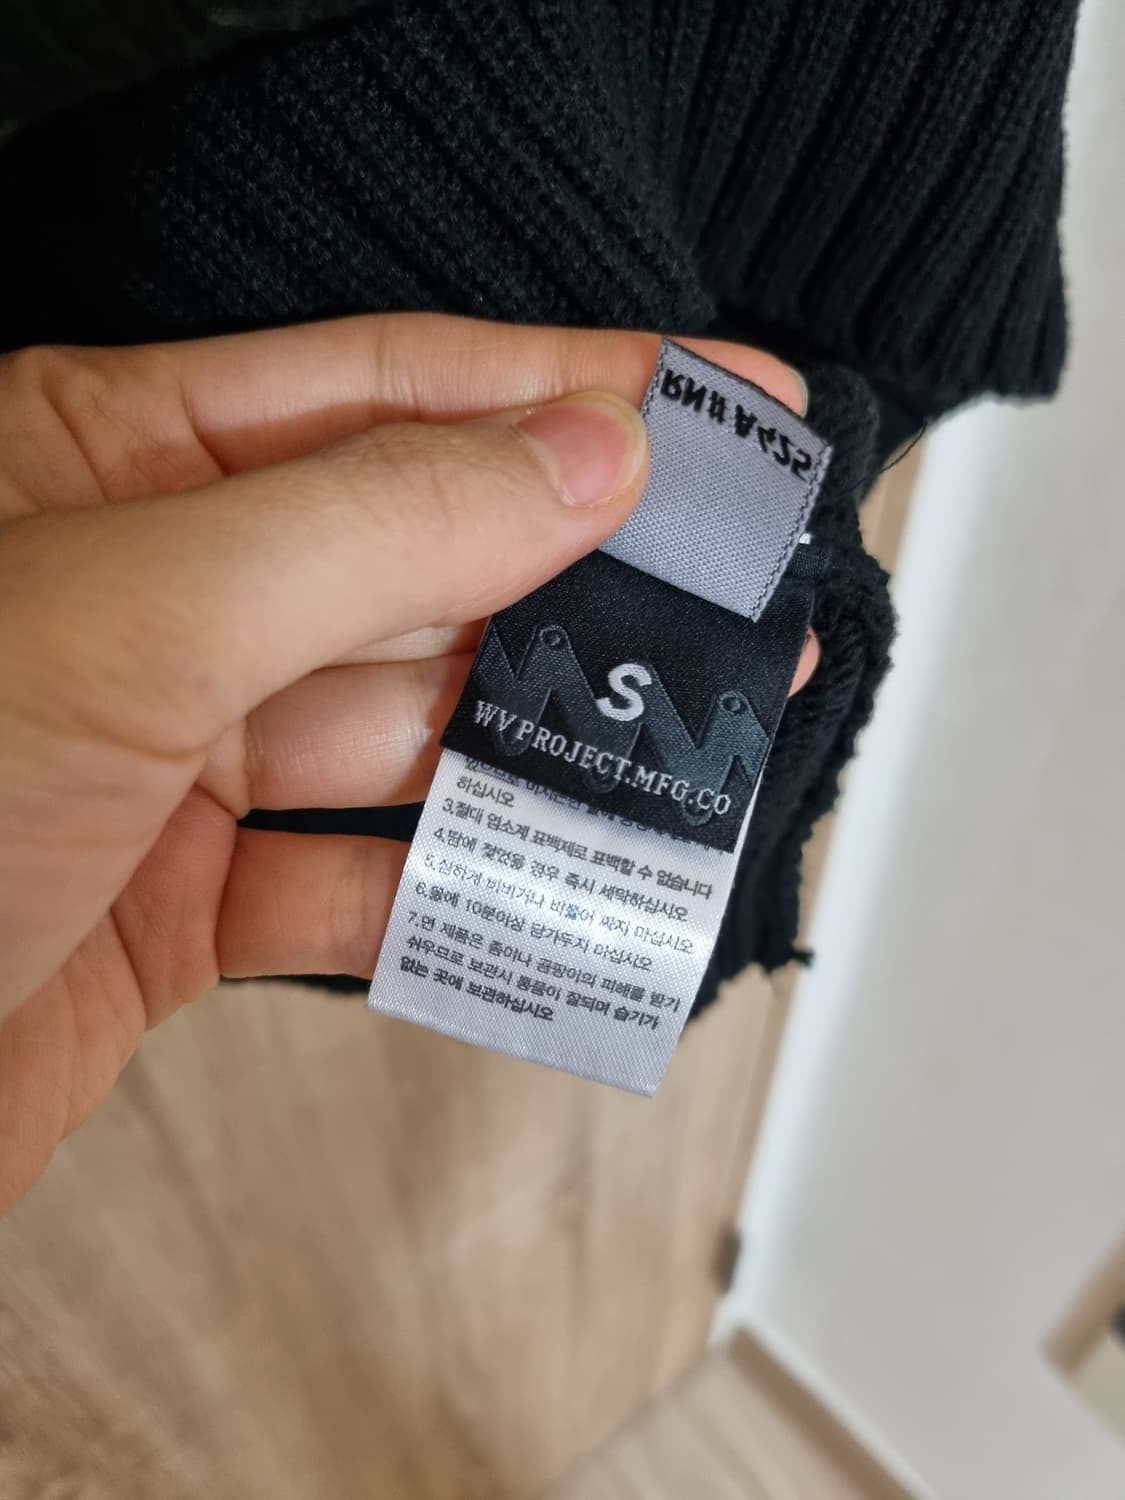 RN# A425
S
WV PROJECT.MFG.CO
하십시오
3.절대 염소계 표백제로 표백할 수 없습니다
4.땀에 젖었을 경우 즉시 세탁하십시오
5.심하게 비비거나 비틀어 짜지 마십시오
6.물에 10분이상 담가두지 마십시오
7.면 제품은 좀이나 곰팡이의 피해를 받기
쉬우므로 보관시 통풍이 잘되며 습기가
없는 곳에 보관하십시오